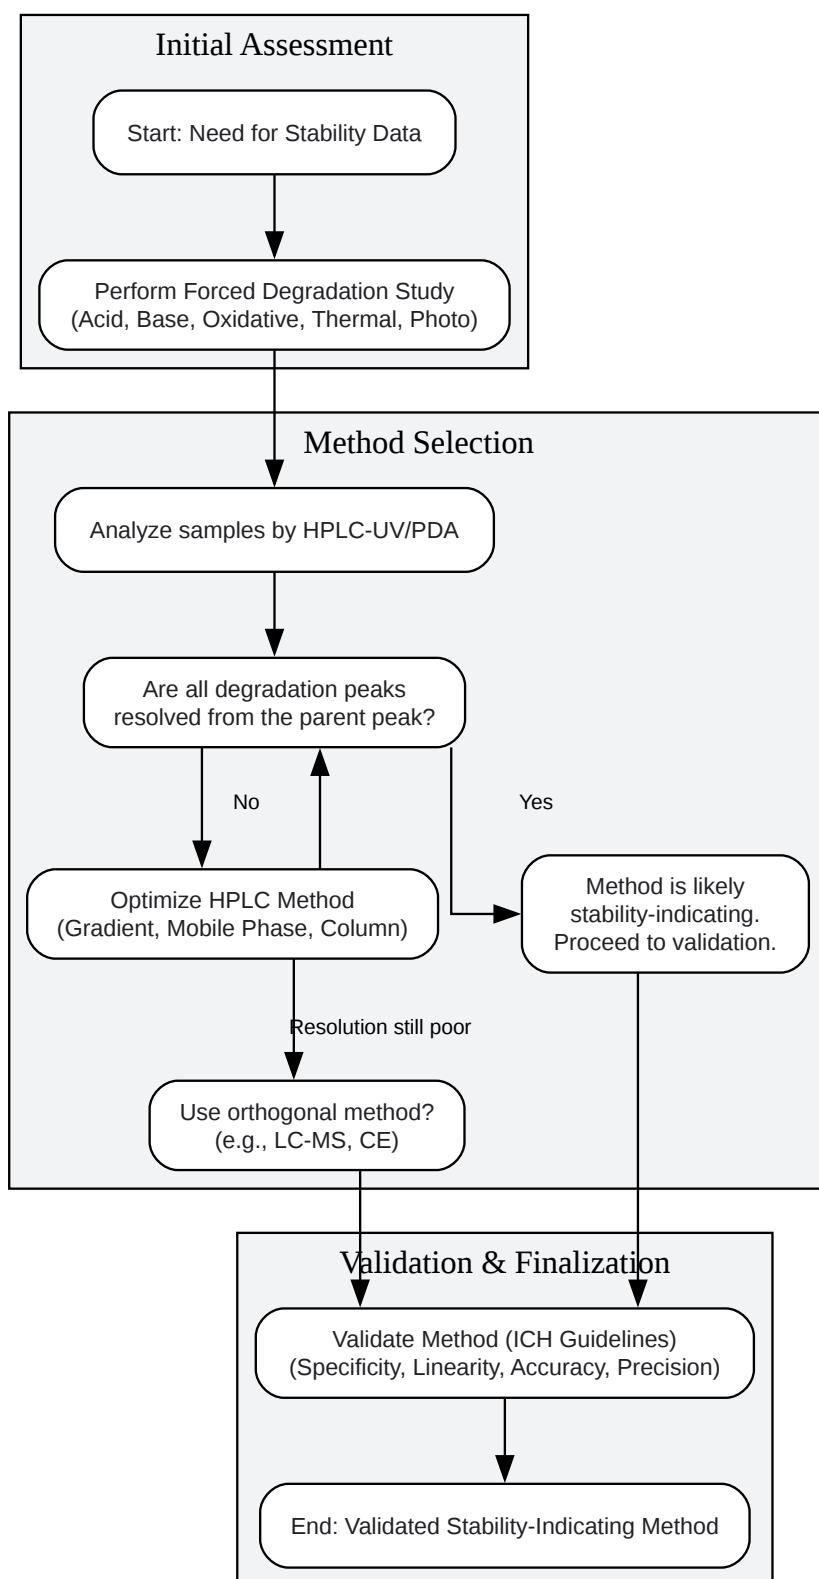 Initial Assessment
Start: Need for Stability Data
Perform Forced Degradation Study
(Acid, Base, Oxidative, Thermal, Photo)
Method Selection
Analyze samples by HPLC-UV/PDA
Are all degradation peaks
resolved from the parent peak?
No
Yes
Optimize HPLC Method
(Gradient, Mobile Phase, Column)
Method is likely
stability-indicating.
Proceed to validation.
Resolution still poor
Use orthogonal method?
(e.g., LC-MS, CE)
Validation & Finalization
Validate Method (ICH Guidelines)
(Specificity, Linearity, Accuracy, Precision)
End: Validated Stability-Indicating Method